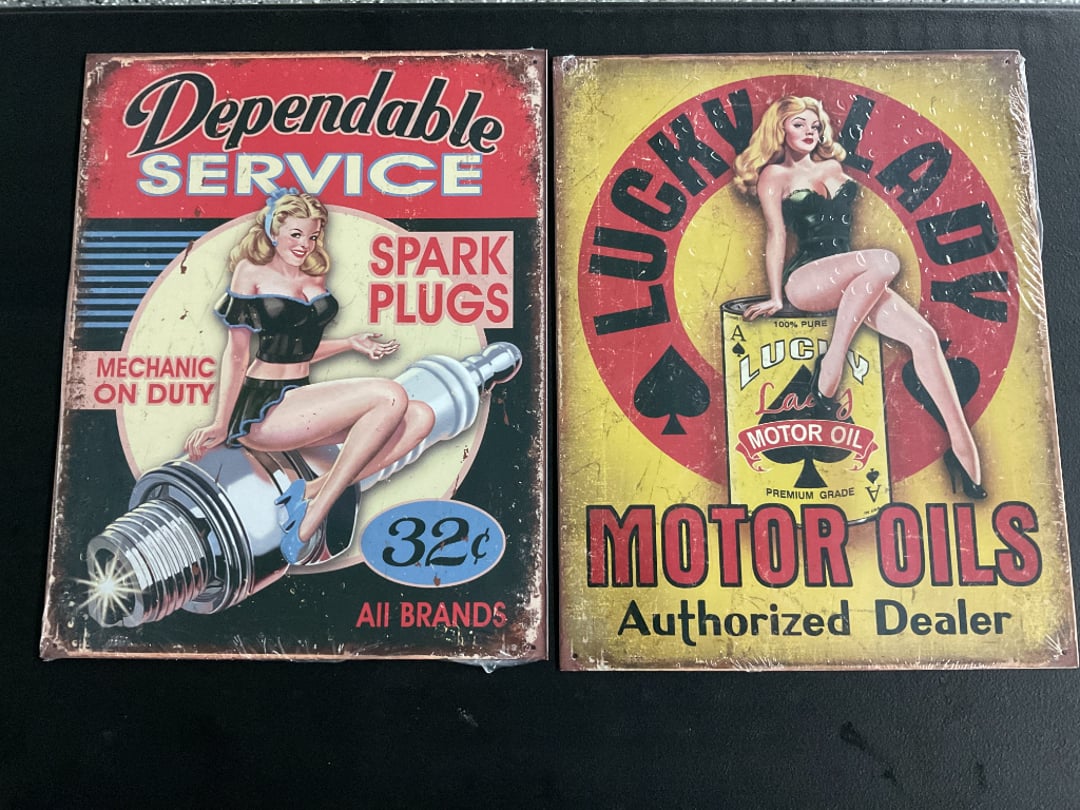 Dependable
SERVICE
SPARK
PLUGS
MECHANIC
ON DUTY
32¢
All BRANDS
LUCKY LADY
A
100% PURE
LUCKY
Lady
MOTOR OIL
PREMIUM GRADE
A
MOTOR OILS
Authorized Dealer